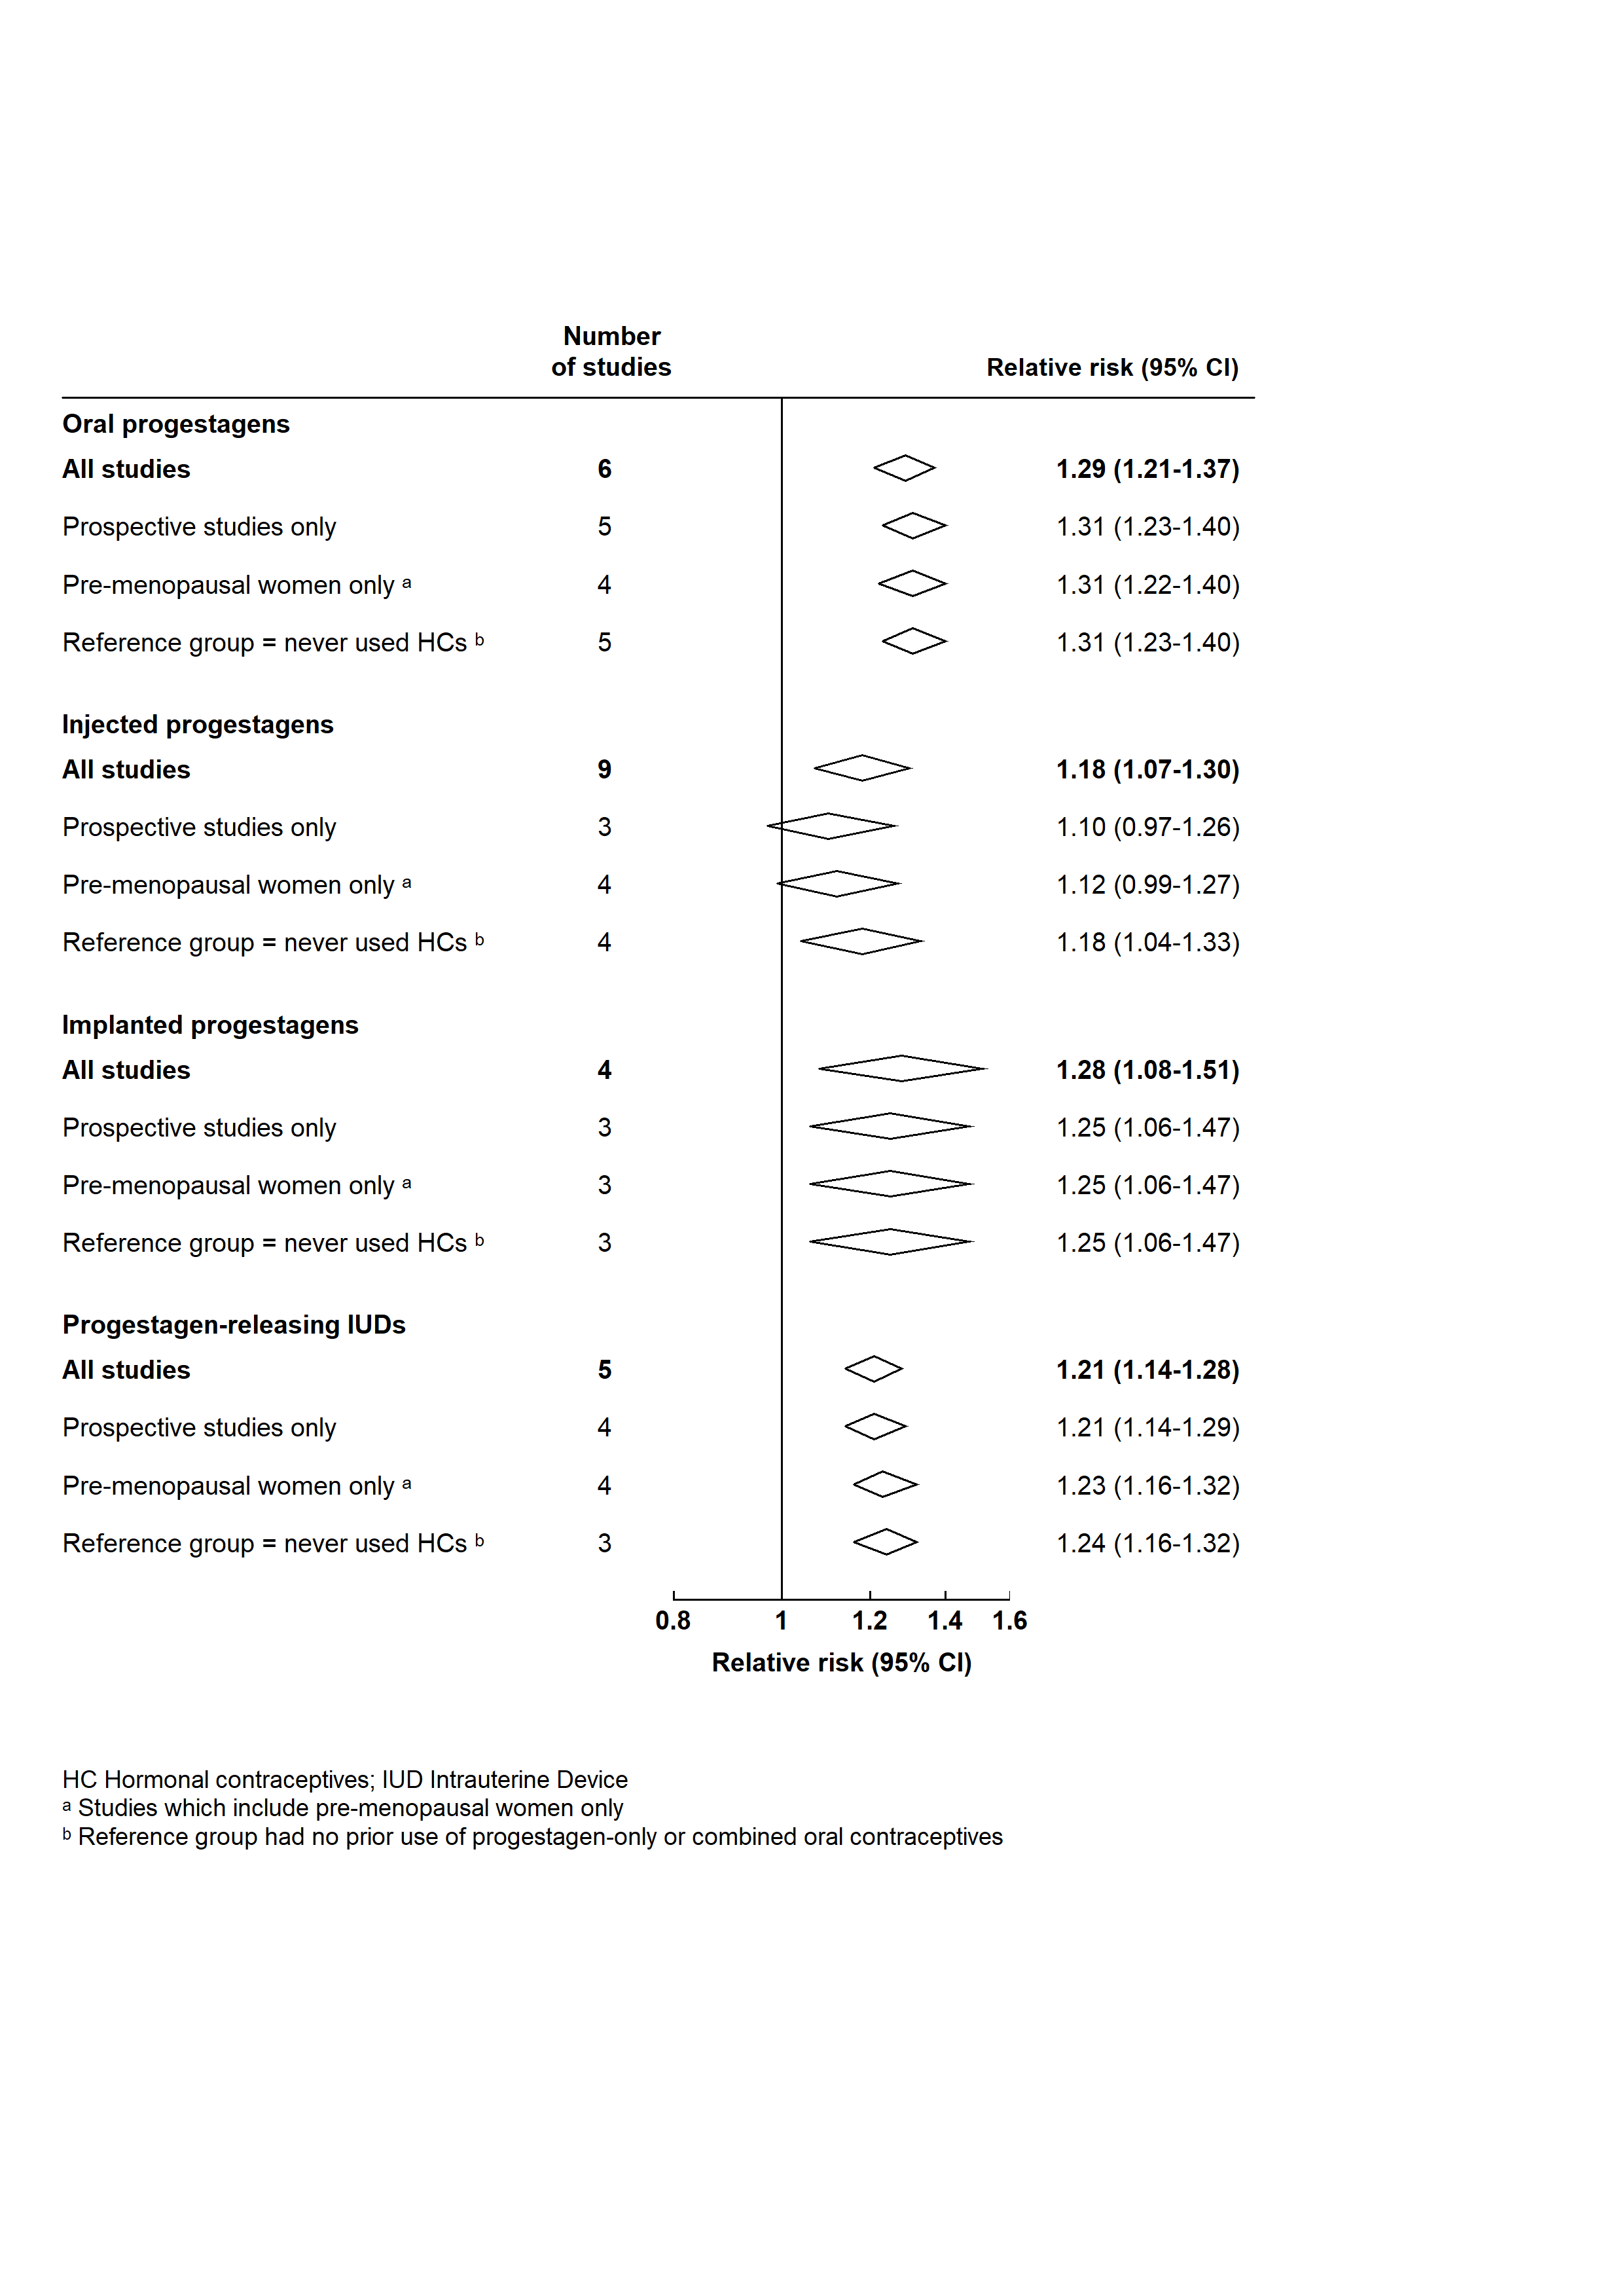 Number
of studies
Relative risk (95% CI)
Oral progestagens
All studies 6 1.29 (1.21-1.37)
Prospective studies only 5 1.31 (1.23-1.40)
Pre-menopausal women only ᵃ 4 1.31 (1.22-1.40)
Reference group = never used HCs ᵇ 5 1.31 (1.23-1.40)
Injected progestagens
All studies 9 1.18 (1.07-1.30)
Prospective studies only 3 1.10 (0.97-1.26)
Pre-menopausal women only ᵃ 4 1.12 (0.99-1.27)
Reference group = never used HCs ᵇ 4 1.18 (1.04-1.33)
Implanted progestagens
All studies 4 1.28 (1.08-1.51)
Prospective studies only 3 1.25 (1.06-1.47)
Pre-menopausal women only ᵃ 3 1.25 (1.06-1.47)
Reference group = never used HCs ᵇ 3 1.25 (1.06-1.47)
Progestagen-releasing IUDs
All studies 5 1.21 (1.14-1.28)
Prospective studies only 4 1.21 (1.14-1.29)
Pre-menopausal women only ᵃ 4 1.23 (1.16-1.32)
Reference group = never used HCs ᵇ 3 1.24 (1.16-1.32)
0.8 1 1.2 1.4 1.6
Relative risk (95% CI)
HC Hormonal contraceptives; IUD Intrauterine Device
ᵃ Studies which include pre-menopausal women only
ᵇ Reference group had no prior use of progestagen-only or combined oral contraceptives